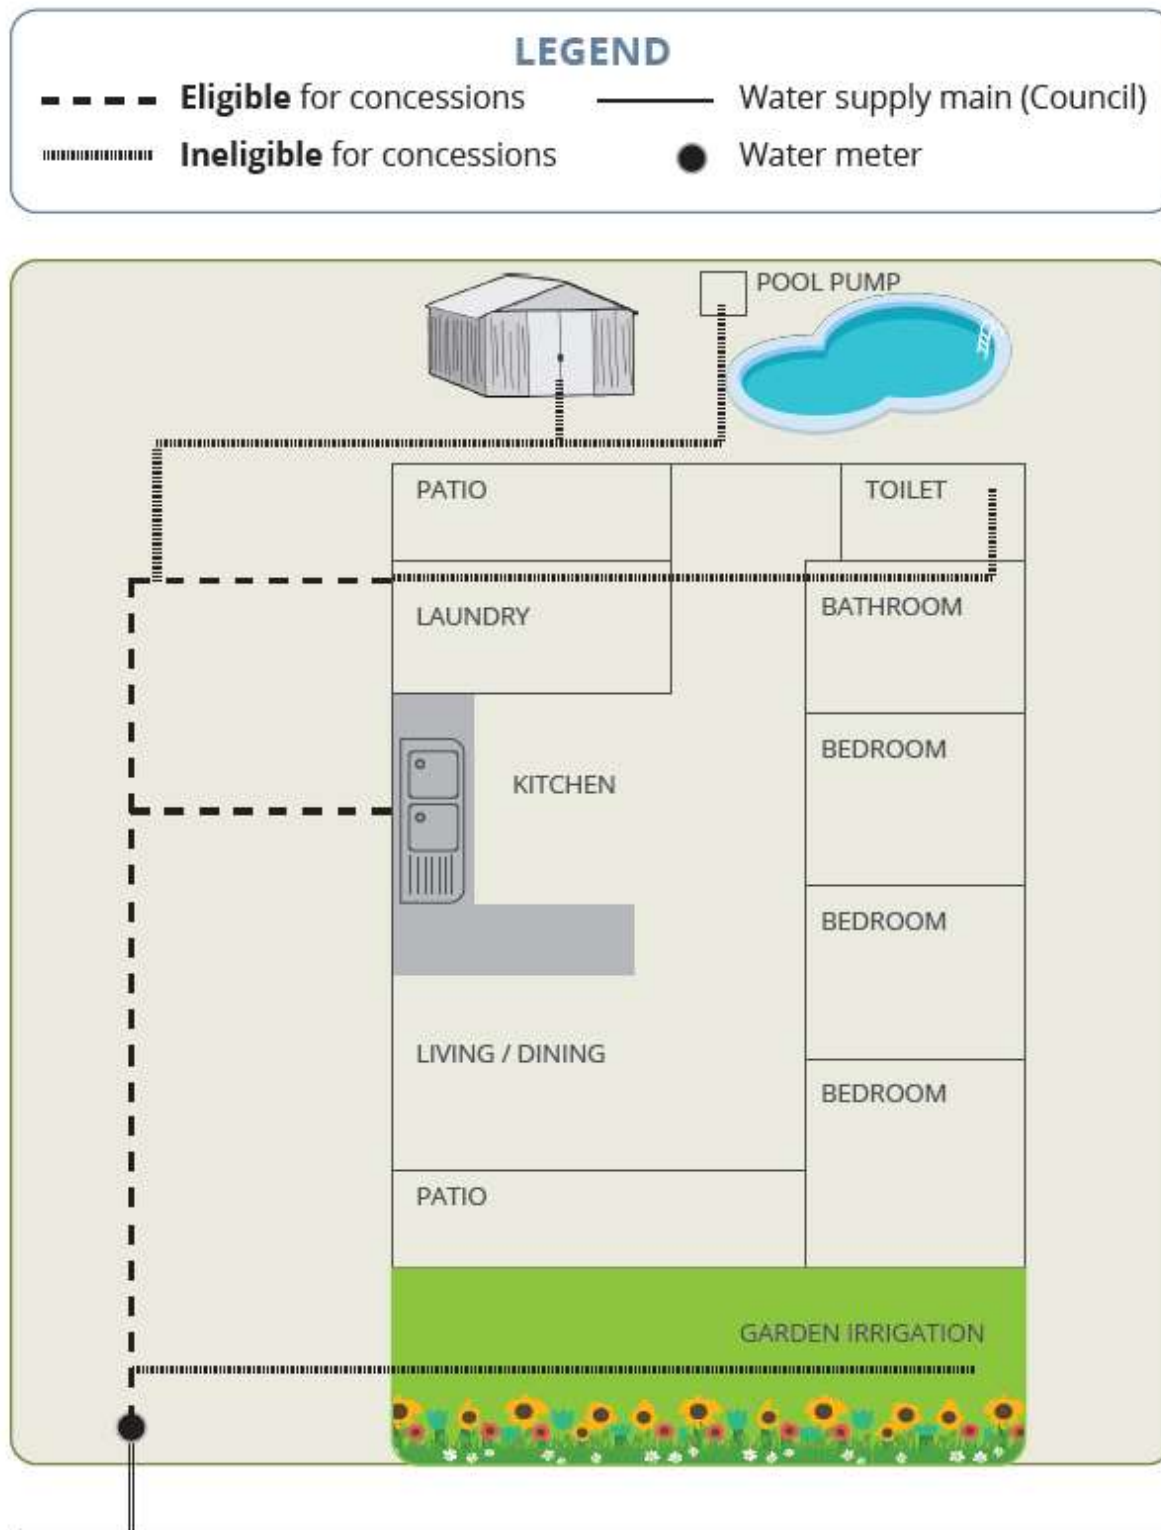 LEGEND
Eligible for concessions
Water supply main (Council)
Ineligible for concessions
Water meter
POOL PUMP
PATIO
TOILET
LAUNDRY
BATHROOM
BEDROOM
KITCHEN
BEDROOM
LIVING / DINING
BEDROOM
PATIO
GARDEN IRRIGATION